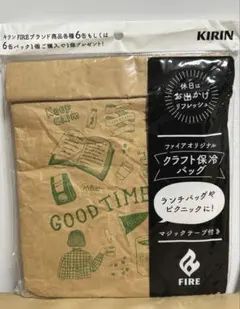 キリン FIREブランド商品各種6缶もしくは
6缶パック1個ご購入で1個プレゼント!
KIRIN
休日は
お出かけ
リフレッシュ
ファイアオリジナル
クラフト保冷
バッグ
ランチバッグや
ピクニックに!
マジックテープ付き
FIRE
KEEP
CALM
GOOD TIME